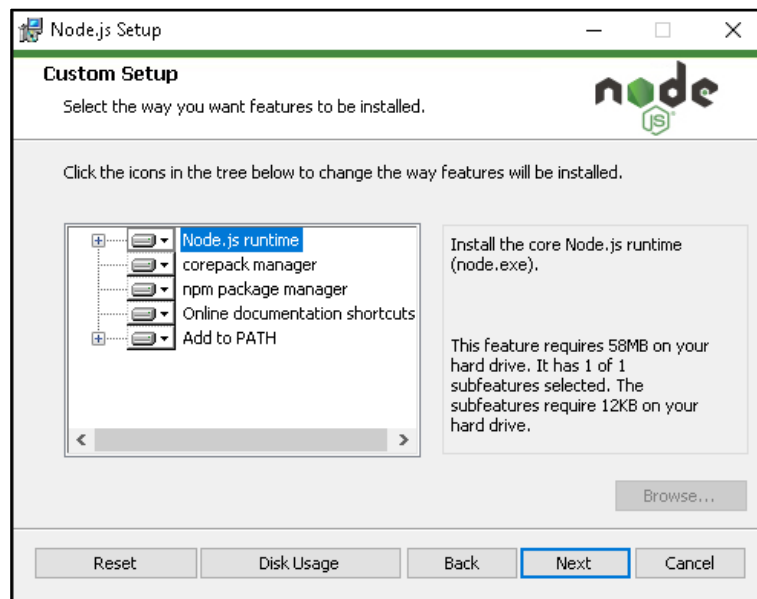 Node.js Setup
Custom Setup
Select the way you want features to be installed.
node
JS
Click the icons in the tree below to change the way features will be installed.
Node.js runtime
corepack manager
npm package manager
Online documentation shortcuts
Add to PATH
Install the core Node.js runtime
(node.exe).
This feature requires 58MB on your
hard drive. It has 1 of 1
subfeatures selected. The
subfeatures require 12KB on your
hard drive.
Browse...
Reset
Disk Usage
Back
Next
Cancel